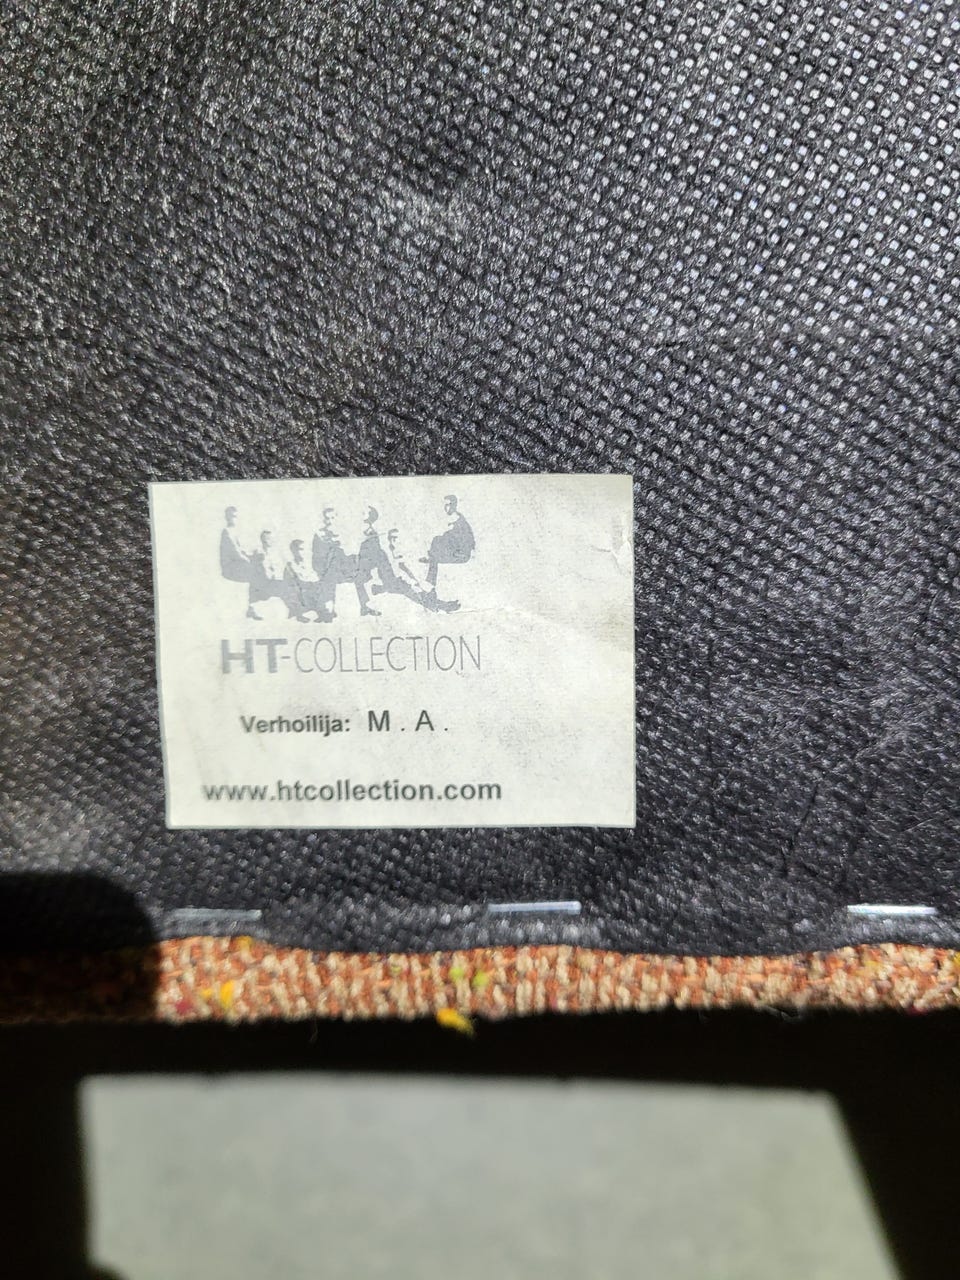 HT-COLLECTION
Verhoilija: M . A .
www.htcollection.com